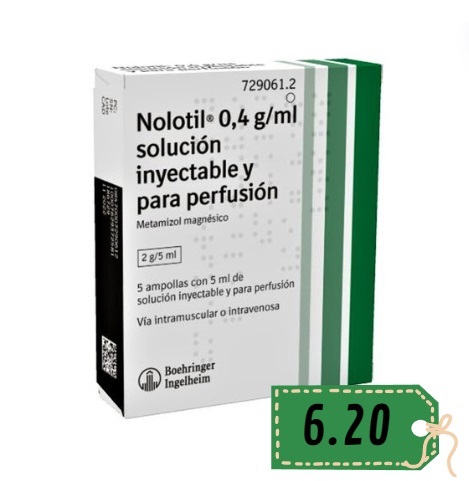 729061.2
Nolotil® 0,4 g/ml
solución
inyectable y
para perfusión
Metamizol magnésico
2 g/5 ml
5 ampollas con 5 ml de
solución inyectable y para perfusión
Vía intramuscular o intravenosa
Boehringer
Ingelheim
6.20